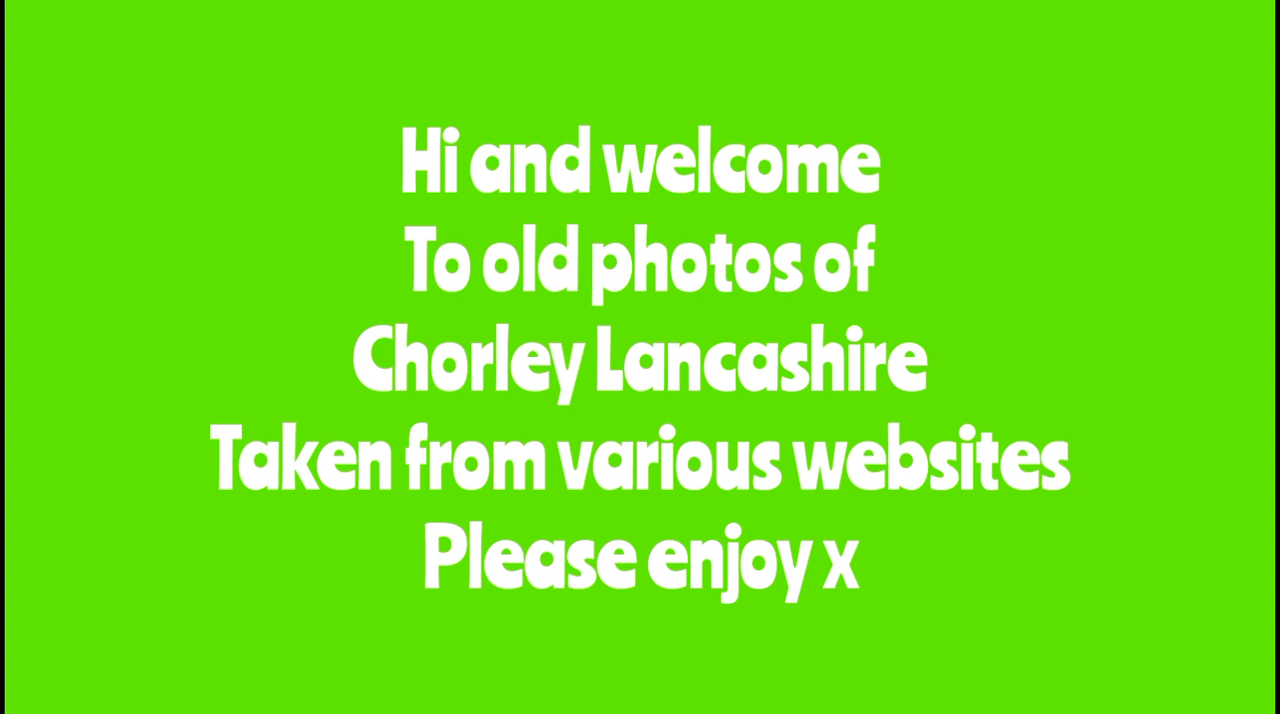 Hi and welcome
To old photos of
Chorley Lancashire
Taken from various websites
Please enjoy x